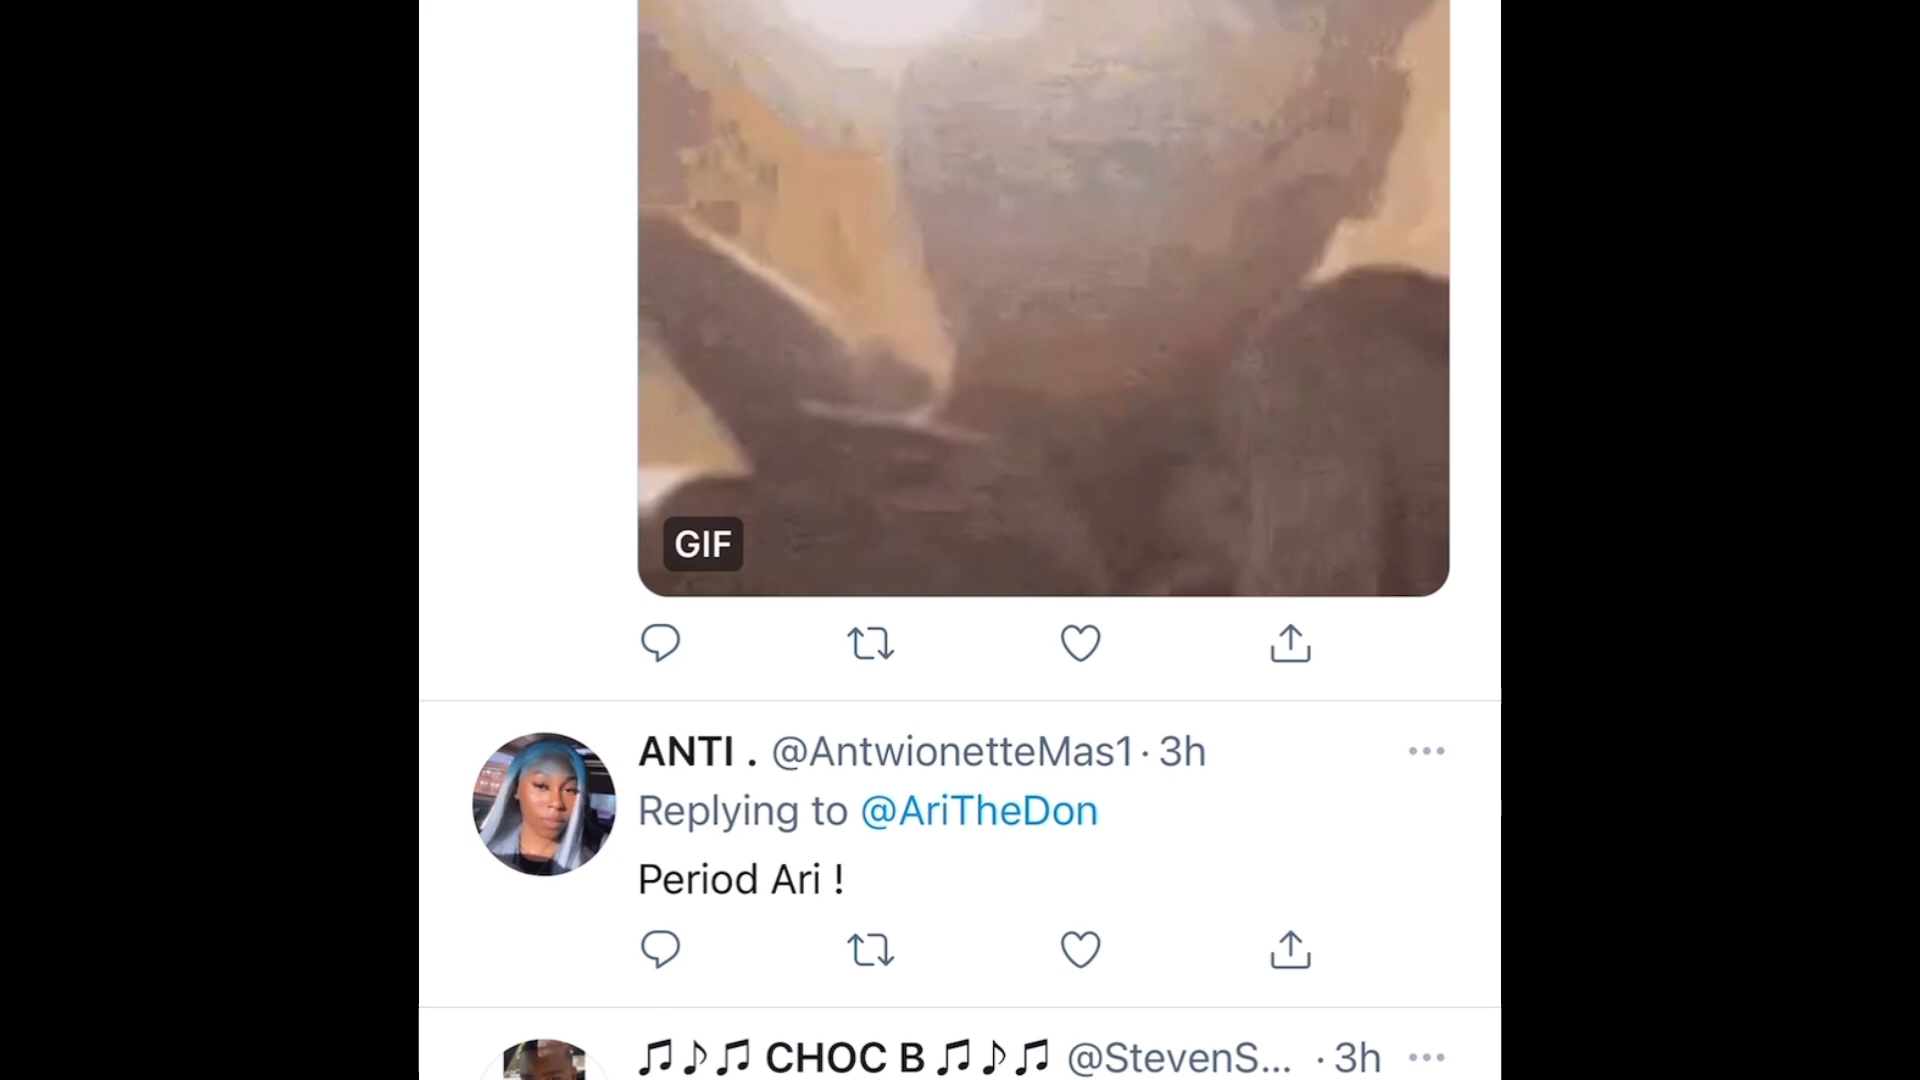 GIF
ANTI . @AntwionetteMas1 · 3h
Replying to @AriTheDon
Period Ari !
🎵♪🎵 CHOC B 🎵♪🎵 @StevenS... · 3h